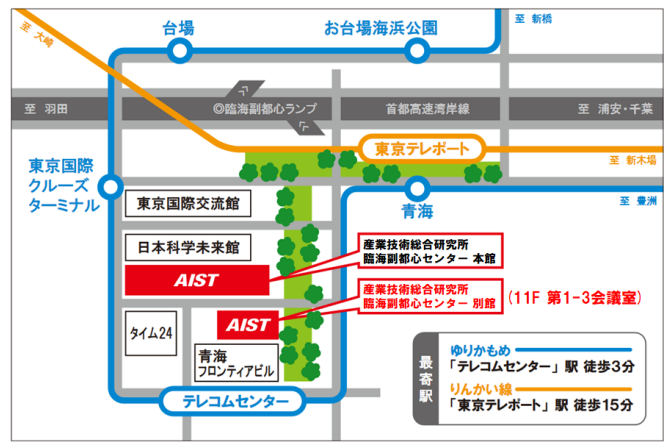 至 大崎
台場
お台場海浜公園
至 新橋
至 羽田
◎臨海副都心ランプ
首都高速湾岸線
至 浦安・千葉
東京テレポート
至 新木場
東京国際
クルーズ
ターミナル
青海
至 豊洲
東京国際交流館
日本科学未来館
AIST
産業技術総合研究所
臨海副都心センター 本館
産業技術総合研究所
臨海副都心センター 別館
(11F 第1-3会議室)
タイム24
AIST
青海
フロンティアビル
テレコムセンター
最寄駅
ゆりかもめ
「テレコムセンター」駅 徒歩3分
りんかい線
「東京テレポート」駅 徒歩15分